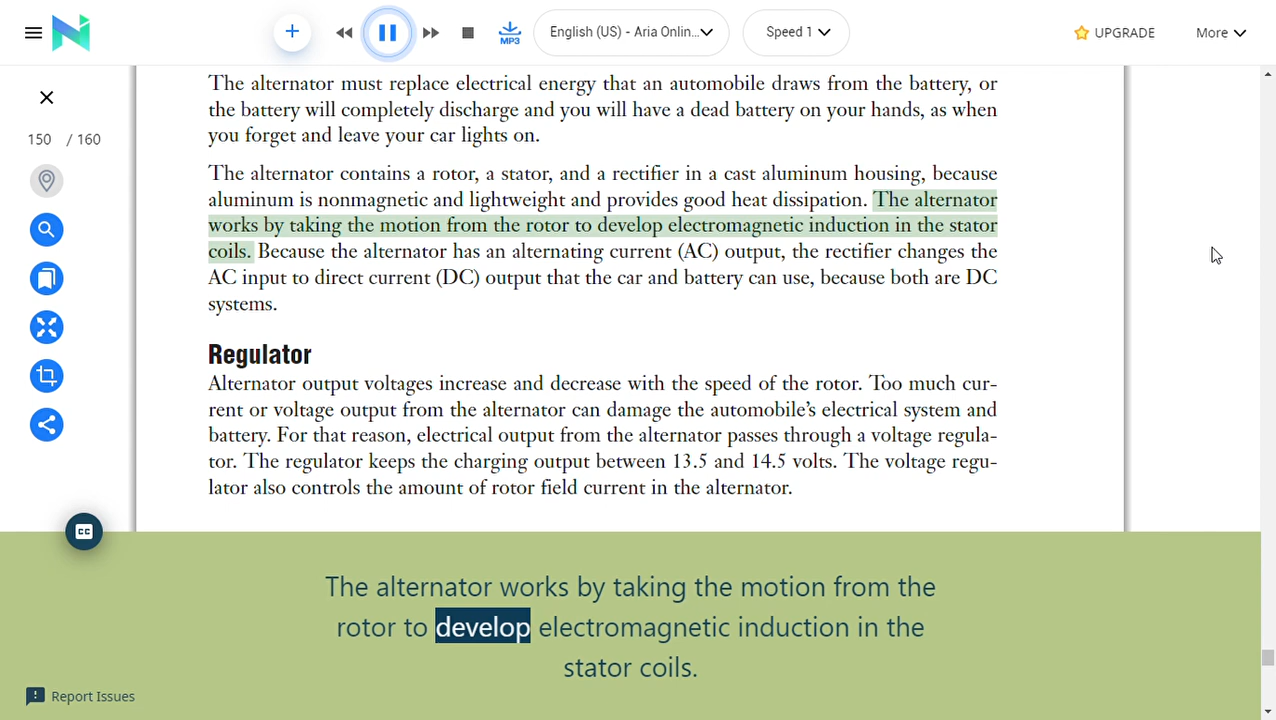 MP3
English (US) - Aria Onlin...
Speed 1
UPGRADE
More
150 / 160
The alternator must replace electrical energy that an automobile draws from the battery, or
the battery will completely discharge and you will have a dead battery on your hands, as when
you forget and leave your car lights on.
The alternator contains a rotor, a stator, and a rectifier in a cast aluminum housing, because
aluminum is nonmagnetic and lightweight and provides good heat dissipation. The alternator
works by taking the motion from the rotor to develop electromagnetic induction in the stator
coils. Because the alternator has an alternating current (AC) output, the rectifier changes the
AC input to direct current (DC) output that the car and battery can use, because both are DC
systems.
Regulator
Alternator output voltages increase and decrease with the speed of the rotor. Too much cur-
rent or voltage output from the alternator can damage the automobile's electrical system and
battery. For that reason, electrical output from the alternator passes through a voltage regula-
tor. The regulator keeps the charging output between 13.5 and 14.5 volts. The voltage regu-
lator also controls the amount of rotor field current in the alternator.
CC
The alternator works by taking the motion from the
rotor to develop electromagnetic induction in the
stator coils.
Report Issues